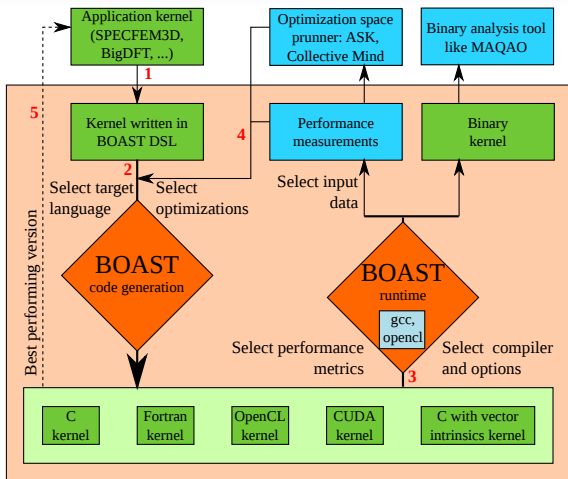 Application kernel
(SPECFEM3D,
BigDFT, ...)
Optimization space
prunner: ASK,
Collective Mind
Binary analysis tool
like MAQAO
1
5
Kernel written in
BOAST DSL
4
Performance
measurements
Binary
kernel
2
Select target
language
Select
optimizations
Select input
data
Best performing version
BOAST
code generation
BOAST
runtime
gcc,
opencl
Select performance
metrics
Select compiler
and options
3
C
kernel
Fortran
kernel
OpenCL
kernel
CUDA
kernel
C with vector
intrinsics kernel